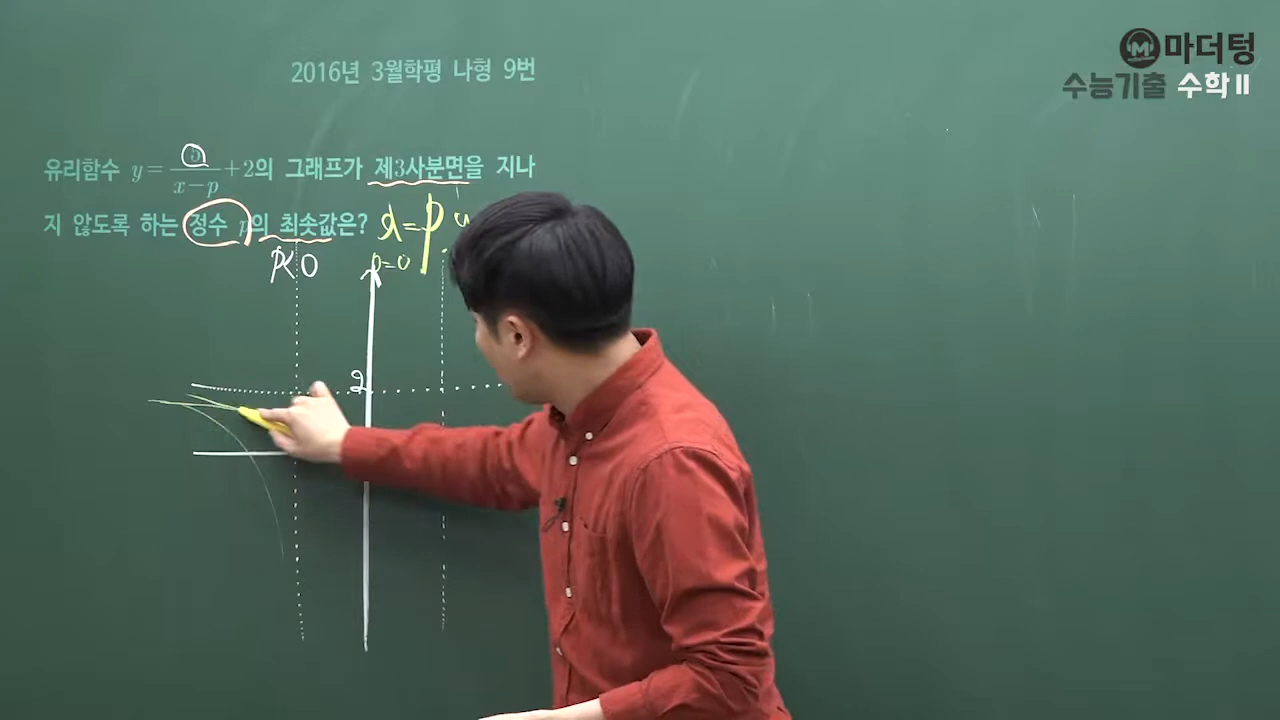 마더텅
수능기출 수학 II
2016년 3월학평 나형 9번
유리함수 y = / x-p + 2의 그래프가 제3사분면을 지나
지 않도록 하는 정수 p의 최솟값은? x=p
p<0 p=0
2